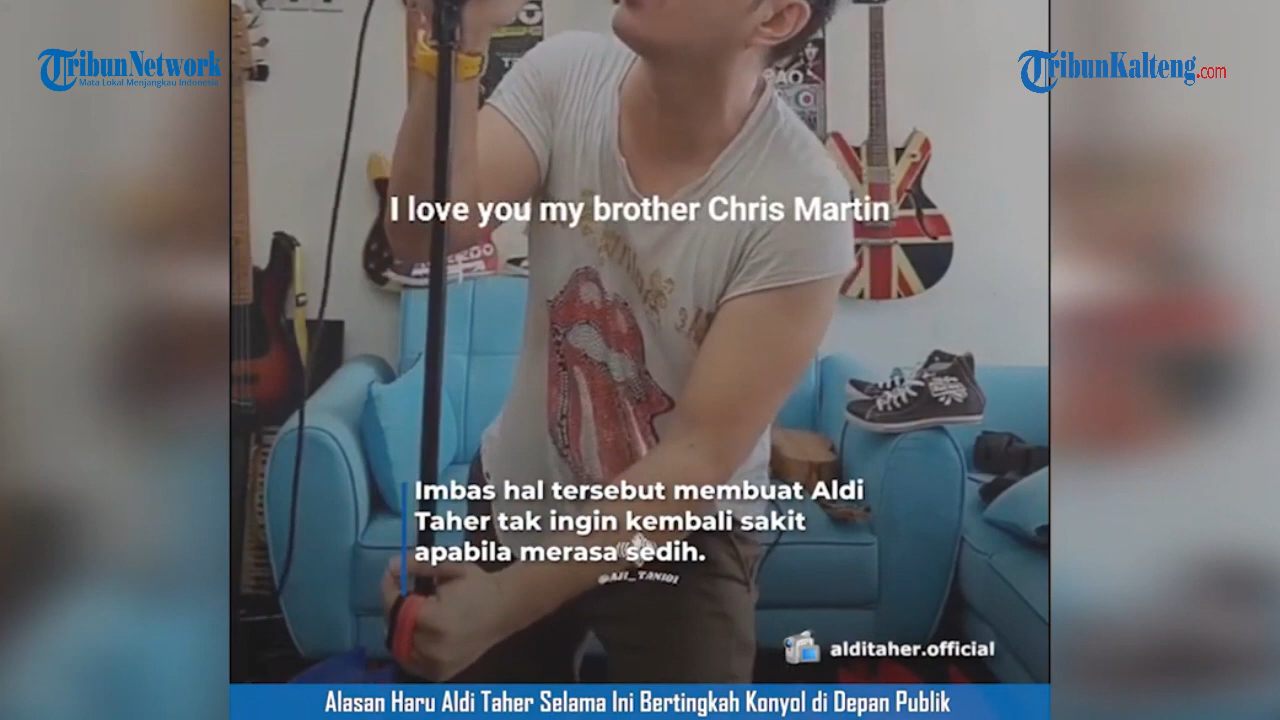 TribunNetwork
Mata Lokal Menjangkau Indonesia
TribunKalteng.com
I love you my brother Chris Martin
Imbas hal tersebut membuat Aldi
Taher tak ingin kembali sakit
apabila merasa sedih.
@AJI_TANIOI
alditaher.official
Alasan Haru Aldi Taher Selama Ini Bertingkah Konyol di Depan Publik